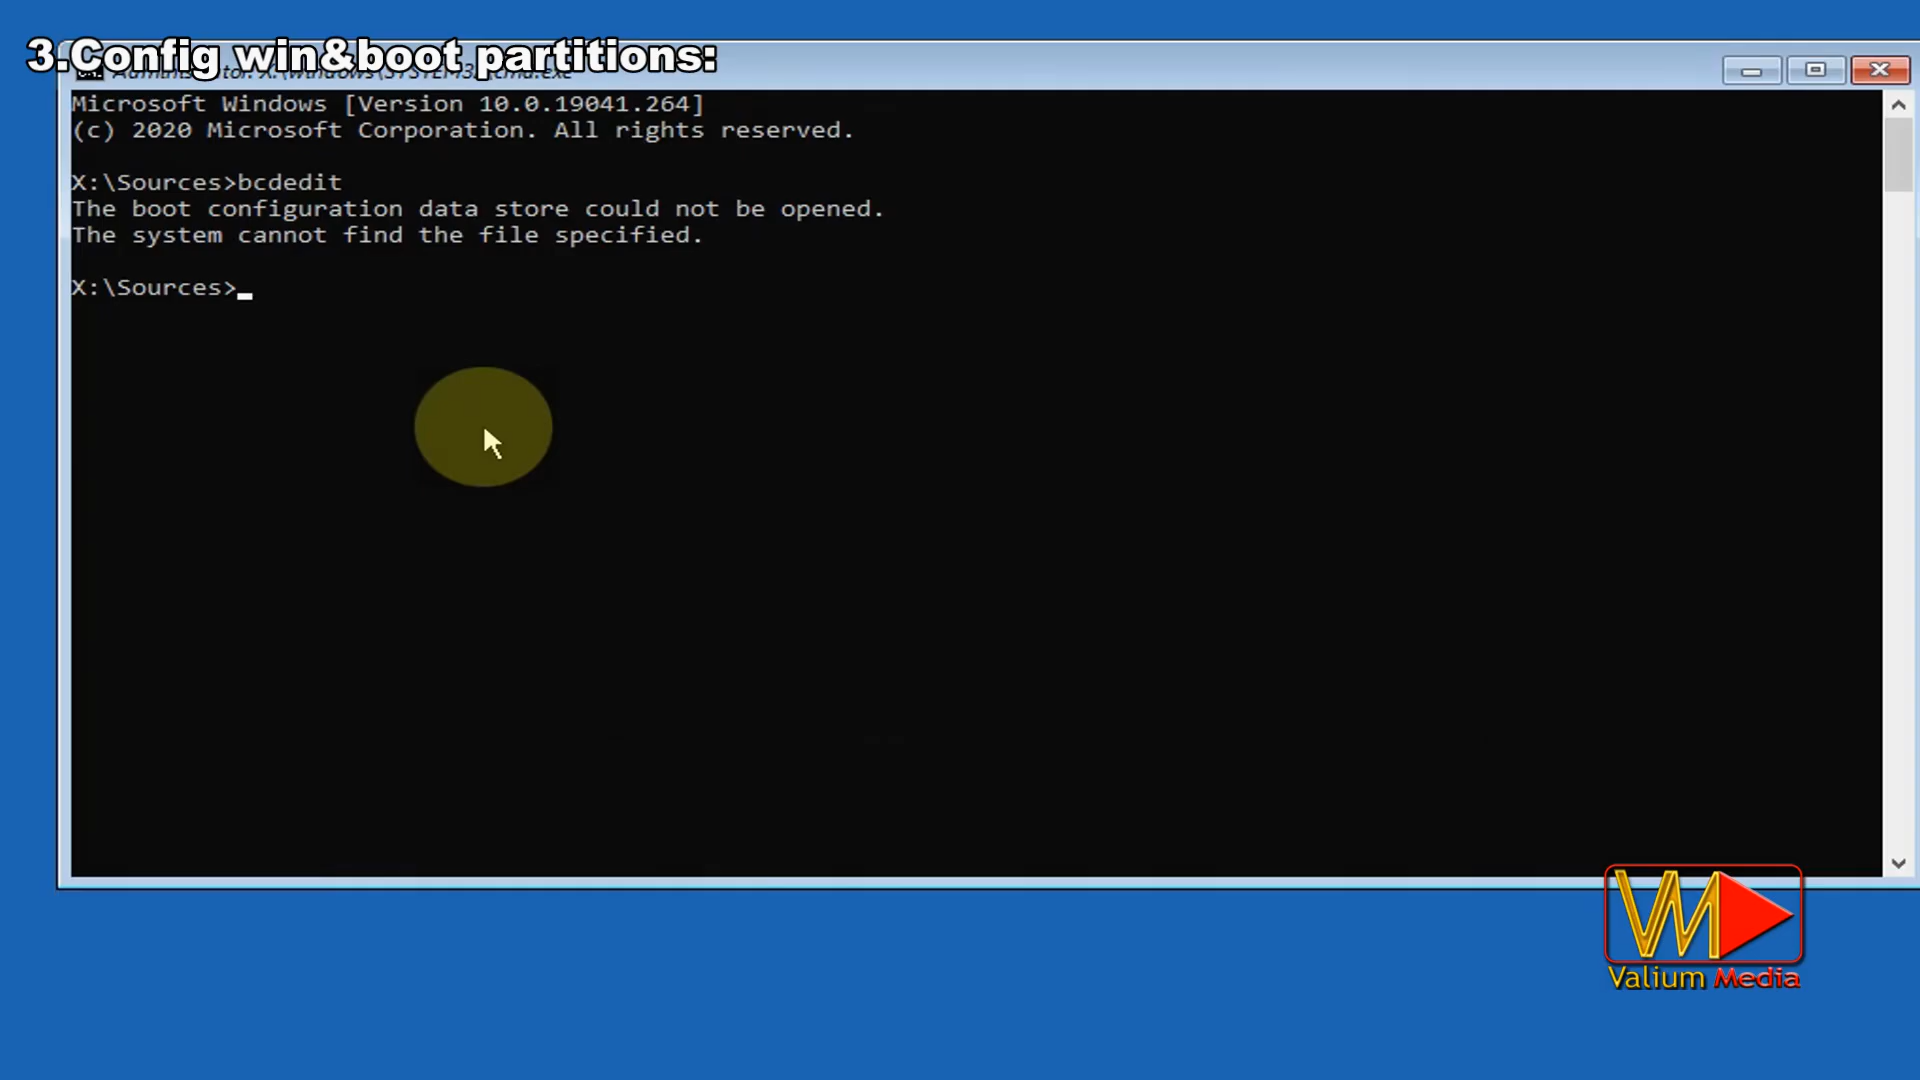 3.Config win&boot partitions:
Microsoft Windows [Version 10.0.19041.264]
(c) 2020 Microsoft Corporation. All rights reserved.
X:\Sources>bcdedit
The boot configuration data store could not be opened.
The system cannot find the file specified.
X:\Sources>
VM
Valium Media